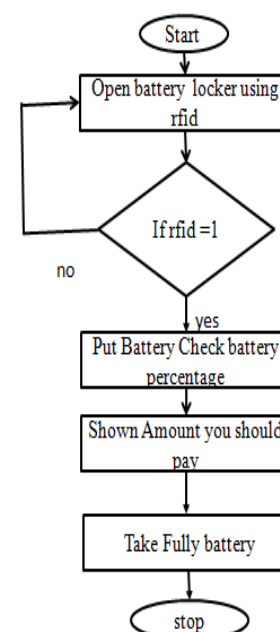 Start
Open battery locker using
rfid
If rfid =1
no
yes
Put Battery Check battery
percentage
Shown Amount you should
pay
Take Fully battery
stop